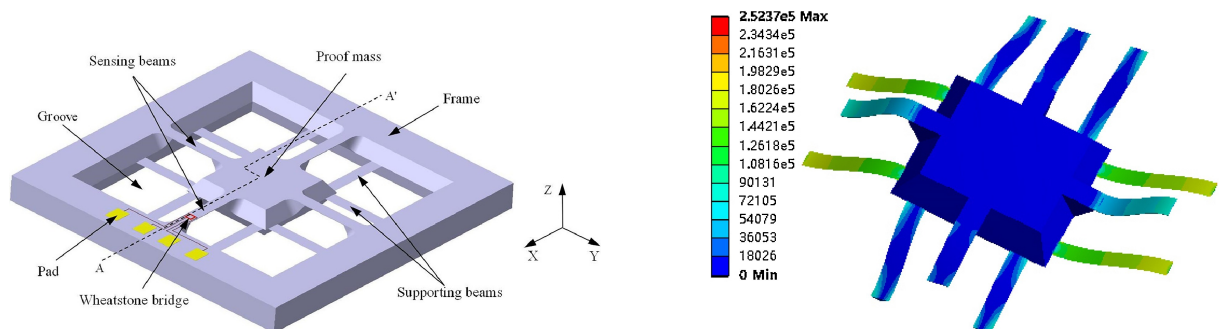 Sensing beams
Proof mass
A'
Frame
Groove
Pad
A
Wheatstone bridge
Supporting beams
Z
X
Y
2.5237e5 Max
2.3434e5
2.1631e5
1.9829e5
1.8026e5
1.6224e5
1.4421e5
1.2618e5
1.0816e5
90131
72105
54079
36053
18026
0 Min